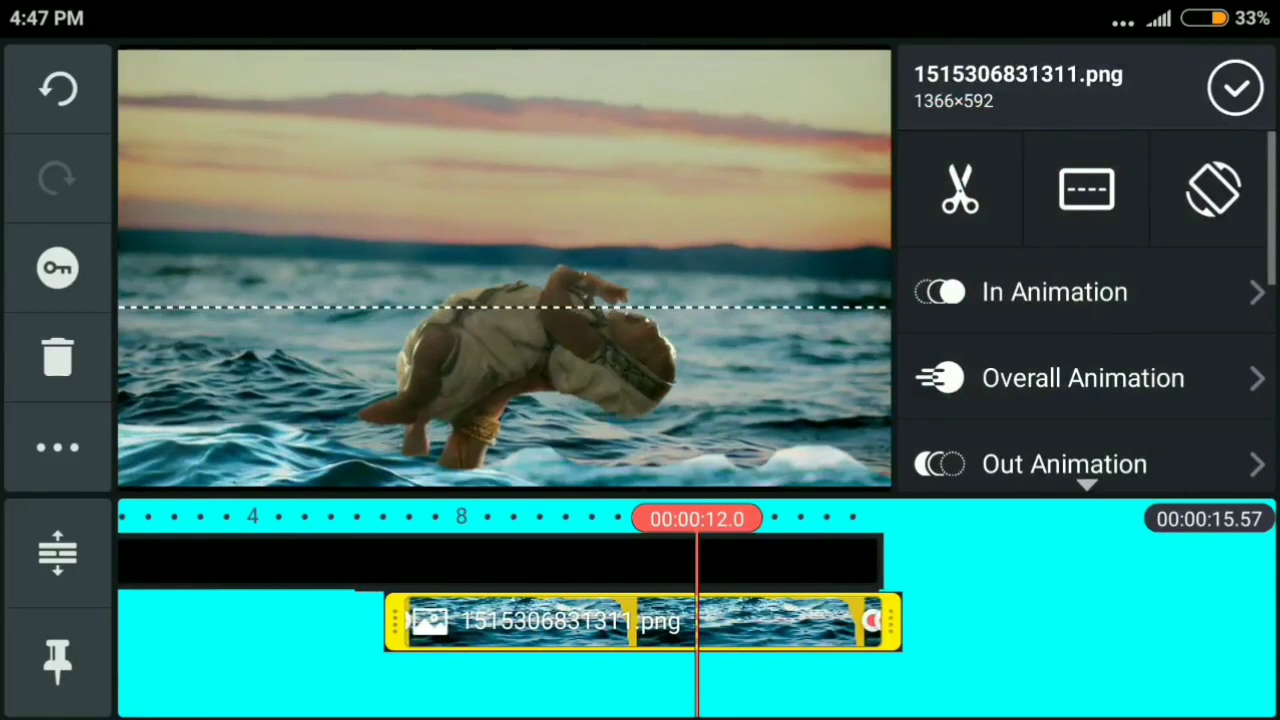 4:47 PM
33%
1515306831311.png
1366×592
In Animation
Overall Animation
Out Animation
4
8
00:00:12.0
00:00:15.57
1515306831311.png